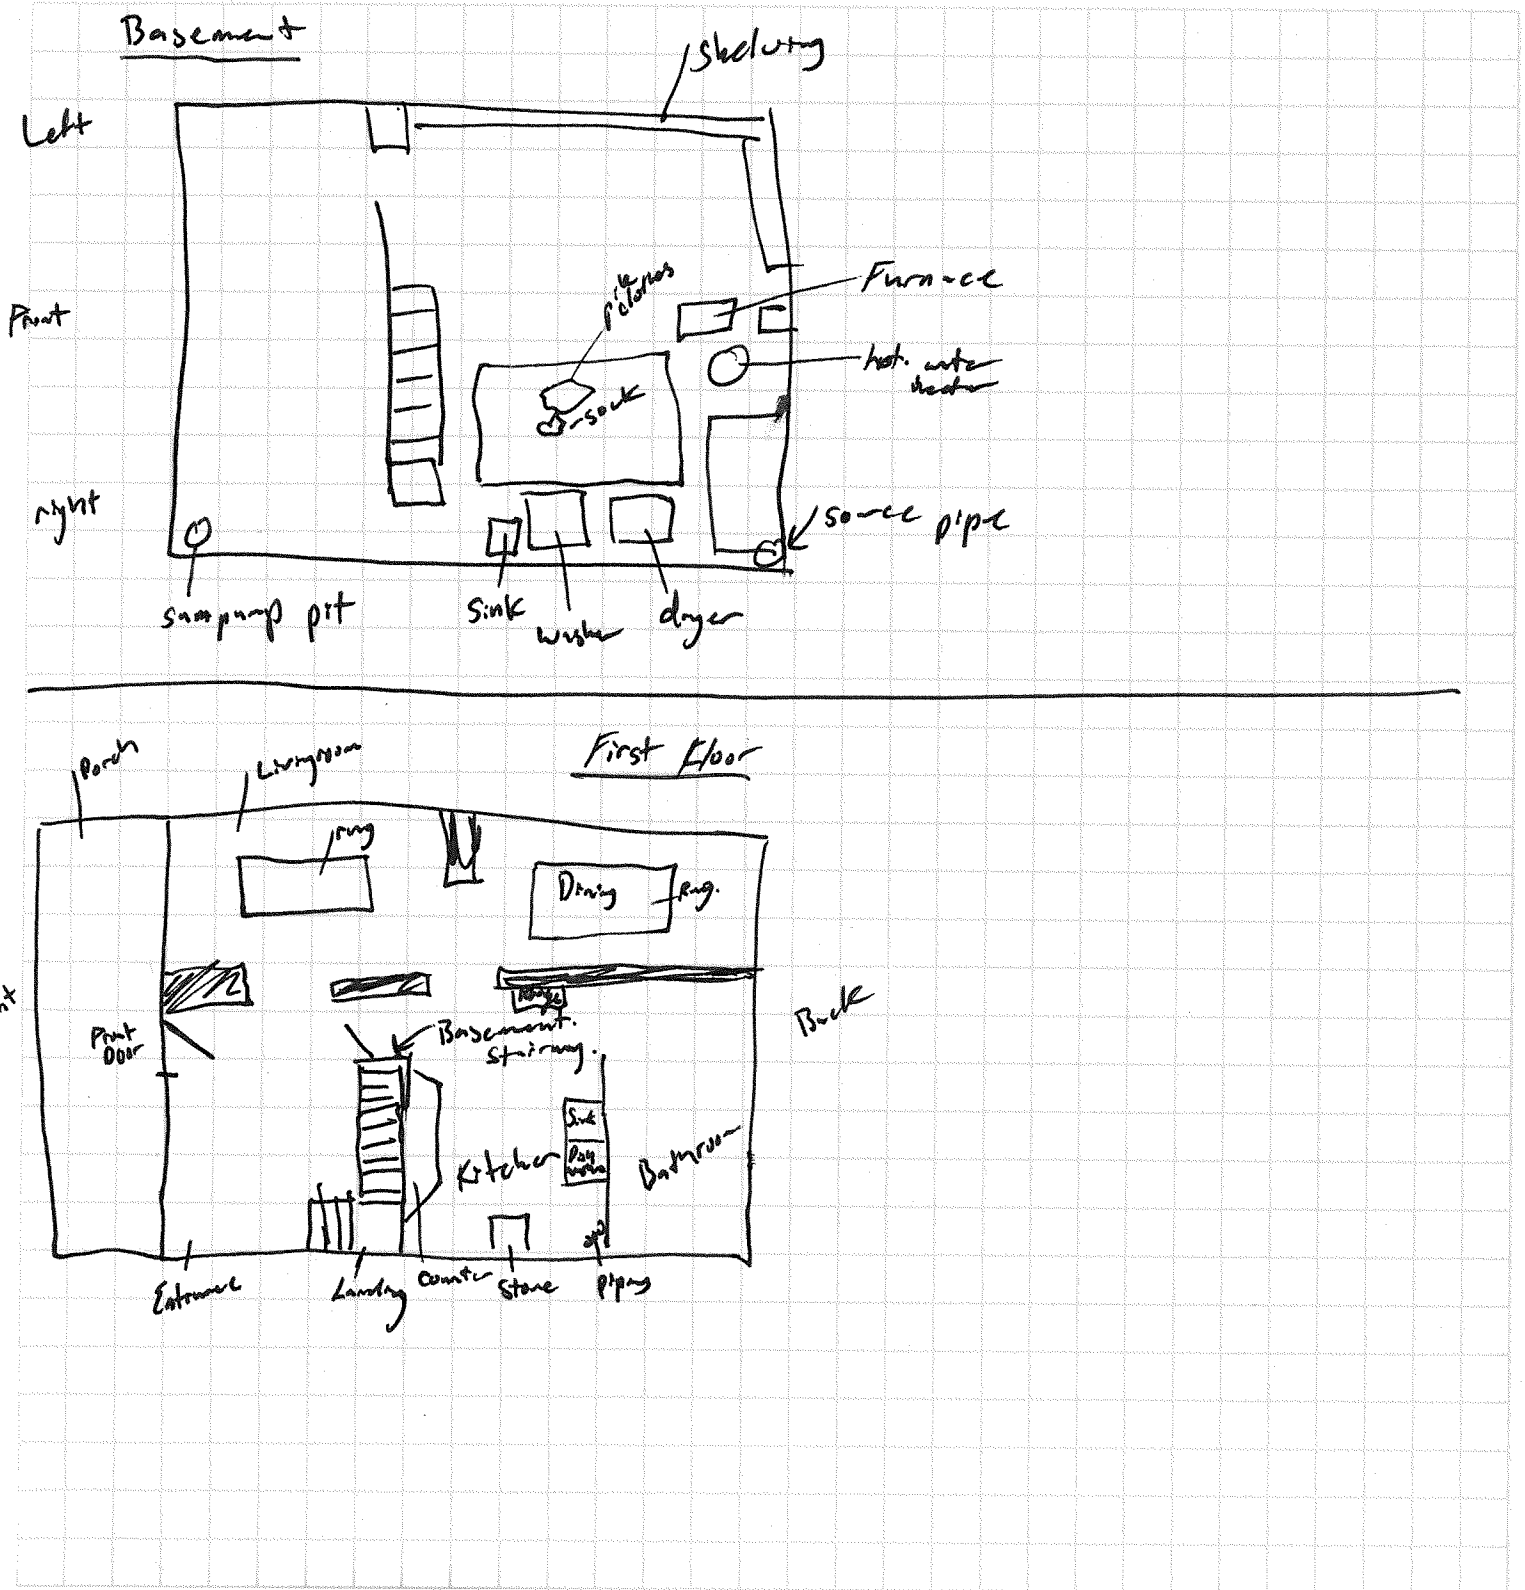 Basement
shelving
Left
Front
pile
clothes
Furnace
hot water
heater
sock
right
source pipe
sumpump pit
sink
washer
dryer
First Floor
Porch
Livingroom
rug
Dining
Rug.
Front
Door
Basement
stairway.
Back
Sink
Kitchen
Bathroom
Entrance
Landing
counter
stove
piping